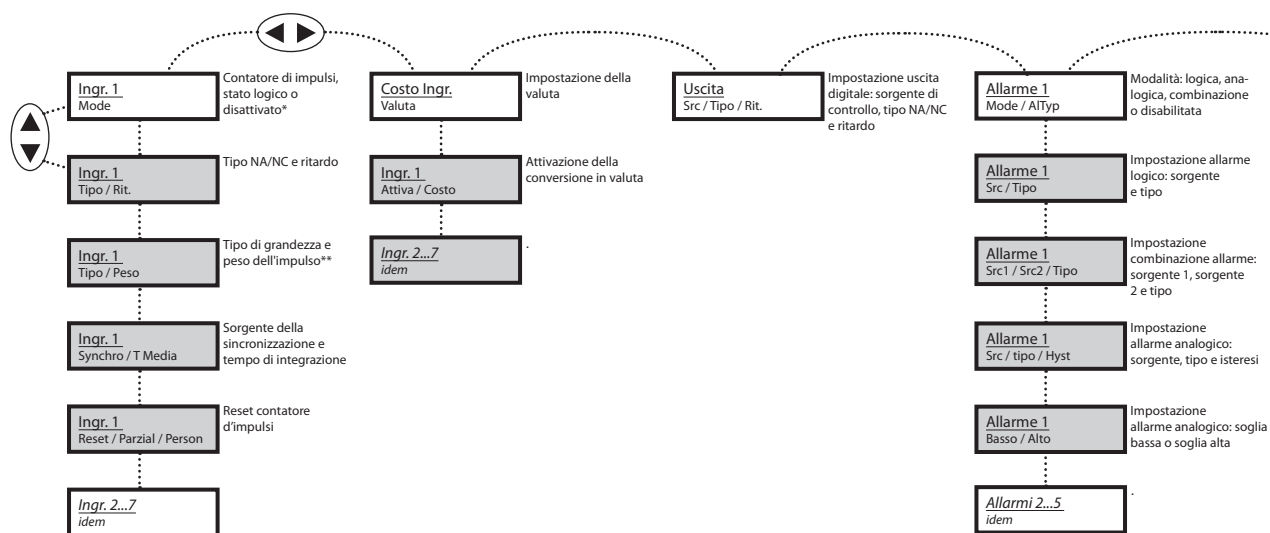 Ingr. 1
Mode
Contatore di impulsi,
stato logico o
disattivato*
Ingr. 1
Tipo / Rit.
Tipo NA/NC e ritardo
Ingr. 1
Tipo / Peso
Tipo di grandezza e
peso dell'impulso**
Ingr. 1
Synchro / T Media
Sorgente della
sincronizzazione e
tempo di integrazione
Ingr. 1
Reset / Parzial / Person
Reset contatore
d'impulsi
Ingr. 2...7
idem
Costo Ingr.
Valuta
Impostazione della
valuta
Ingr. 1
Attiva / Costo
Attivazione della
conversione in valuta
Ingr. 2...7
idem
.
Uscita
Src / Tipo / Rit.
Impostazione uscita
digitale: sorgente di
controllo, tipo NA/NC
e ritardo
Allarme 1
Mode / AlTyp
Modalità: logica, ana-
logica, combinazione
o disabilitata
Allarme 1
Src / Tipo
Impostazione allarme
logico: sorgente
e tipo
Allarme 1
Src1 / Src2 / Tipo
Impostazione
combinazione allarme:
sorgente 1, sorgente
2 e tipo
Allarme 1
Src / tipo / Hyst
Impostazione
allarme analogico:
sorgente, tipo e isteresi
Allarme 1
Basso / Alto
Impostazione
allarme analogico: soglia
bassa o soglia alta
Allarmi 2...5
idem
.